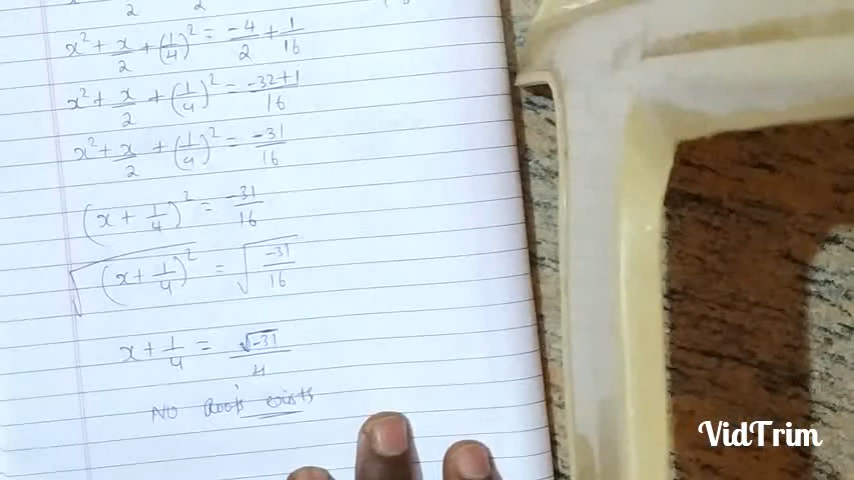 2 2
x² + x/2 + (1/4)² = -4/2 + 1/16
x² + x/2 + (1/4)² = -32+1/16
x² + x/2 + (1/4)² = -31/16
(x + 1/4)² = -31/16
√(x + 1/4)² = √-31/16
x + 1/4 = √-31/4
NO Roots exists
VidTrim